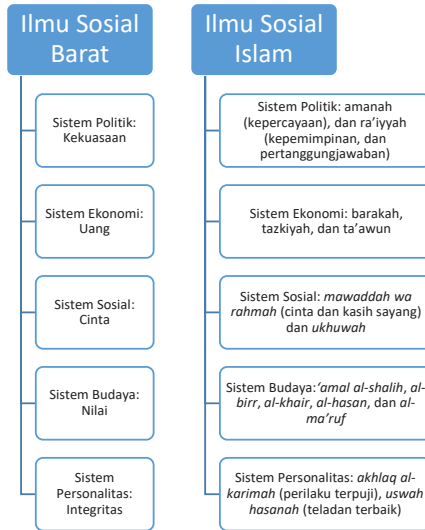 Ilmu Sosial
Barat
Sistem Politik:
Kekuasaan
Sistem Ekonomi:
Uang
Sistem Sosial:
Cinta
Sistem Budaya:
Nilai
Sistem
Personalitas:
Integritas
Ilmu Sosial
Islam
Sistem Politik: amanah
(kepercayaan), dan ra’iyyah
(kepemimpinan, dan
pertanggungjawaban)
Sistem Ekonomi: barakah,
tazkiyah, dan ta’awun
Sistem Sosial: mawaddah wa
rahmah (cinta dan kasih sayang)
dan ukhuwah
Sistem Budaya:‘amal al-shalih, al-
birr, al-khair, al-hasan, dan al-
ma’ruf
Sistem Personalitas: akhlaq al-
karimah (perilaku terpuji), uswah
hasanah (teladan terbaik)